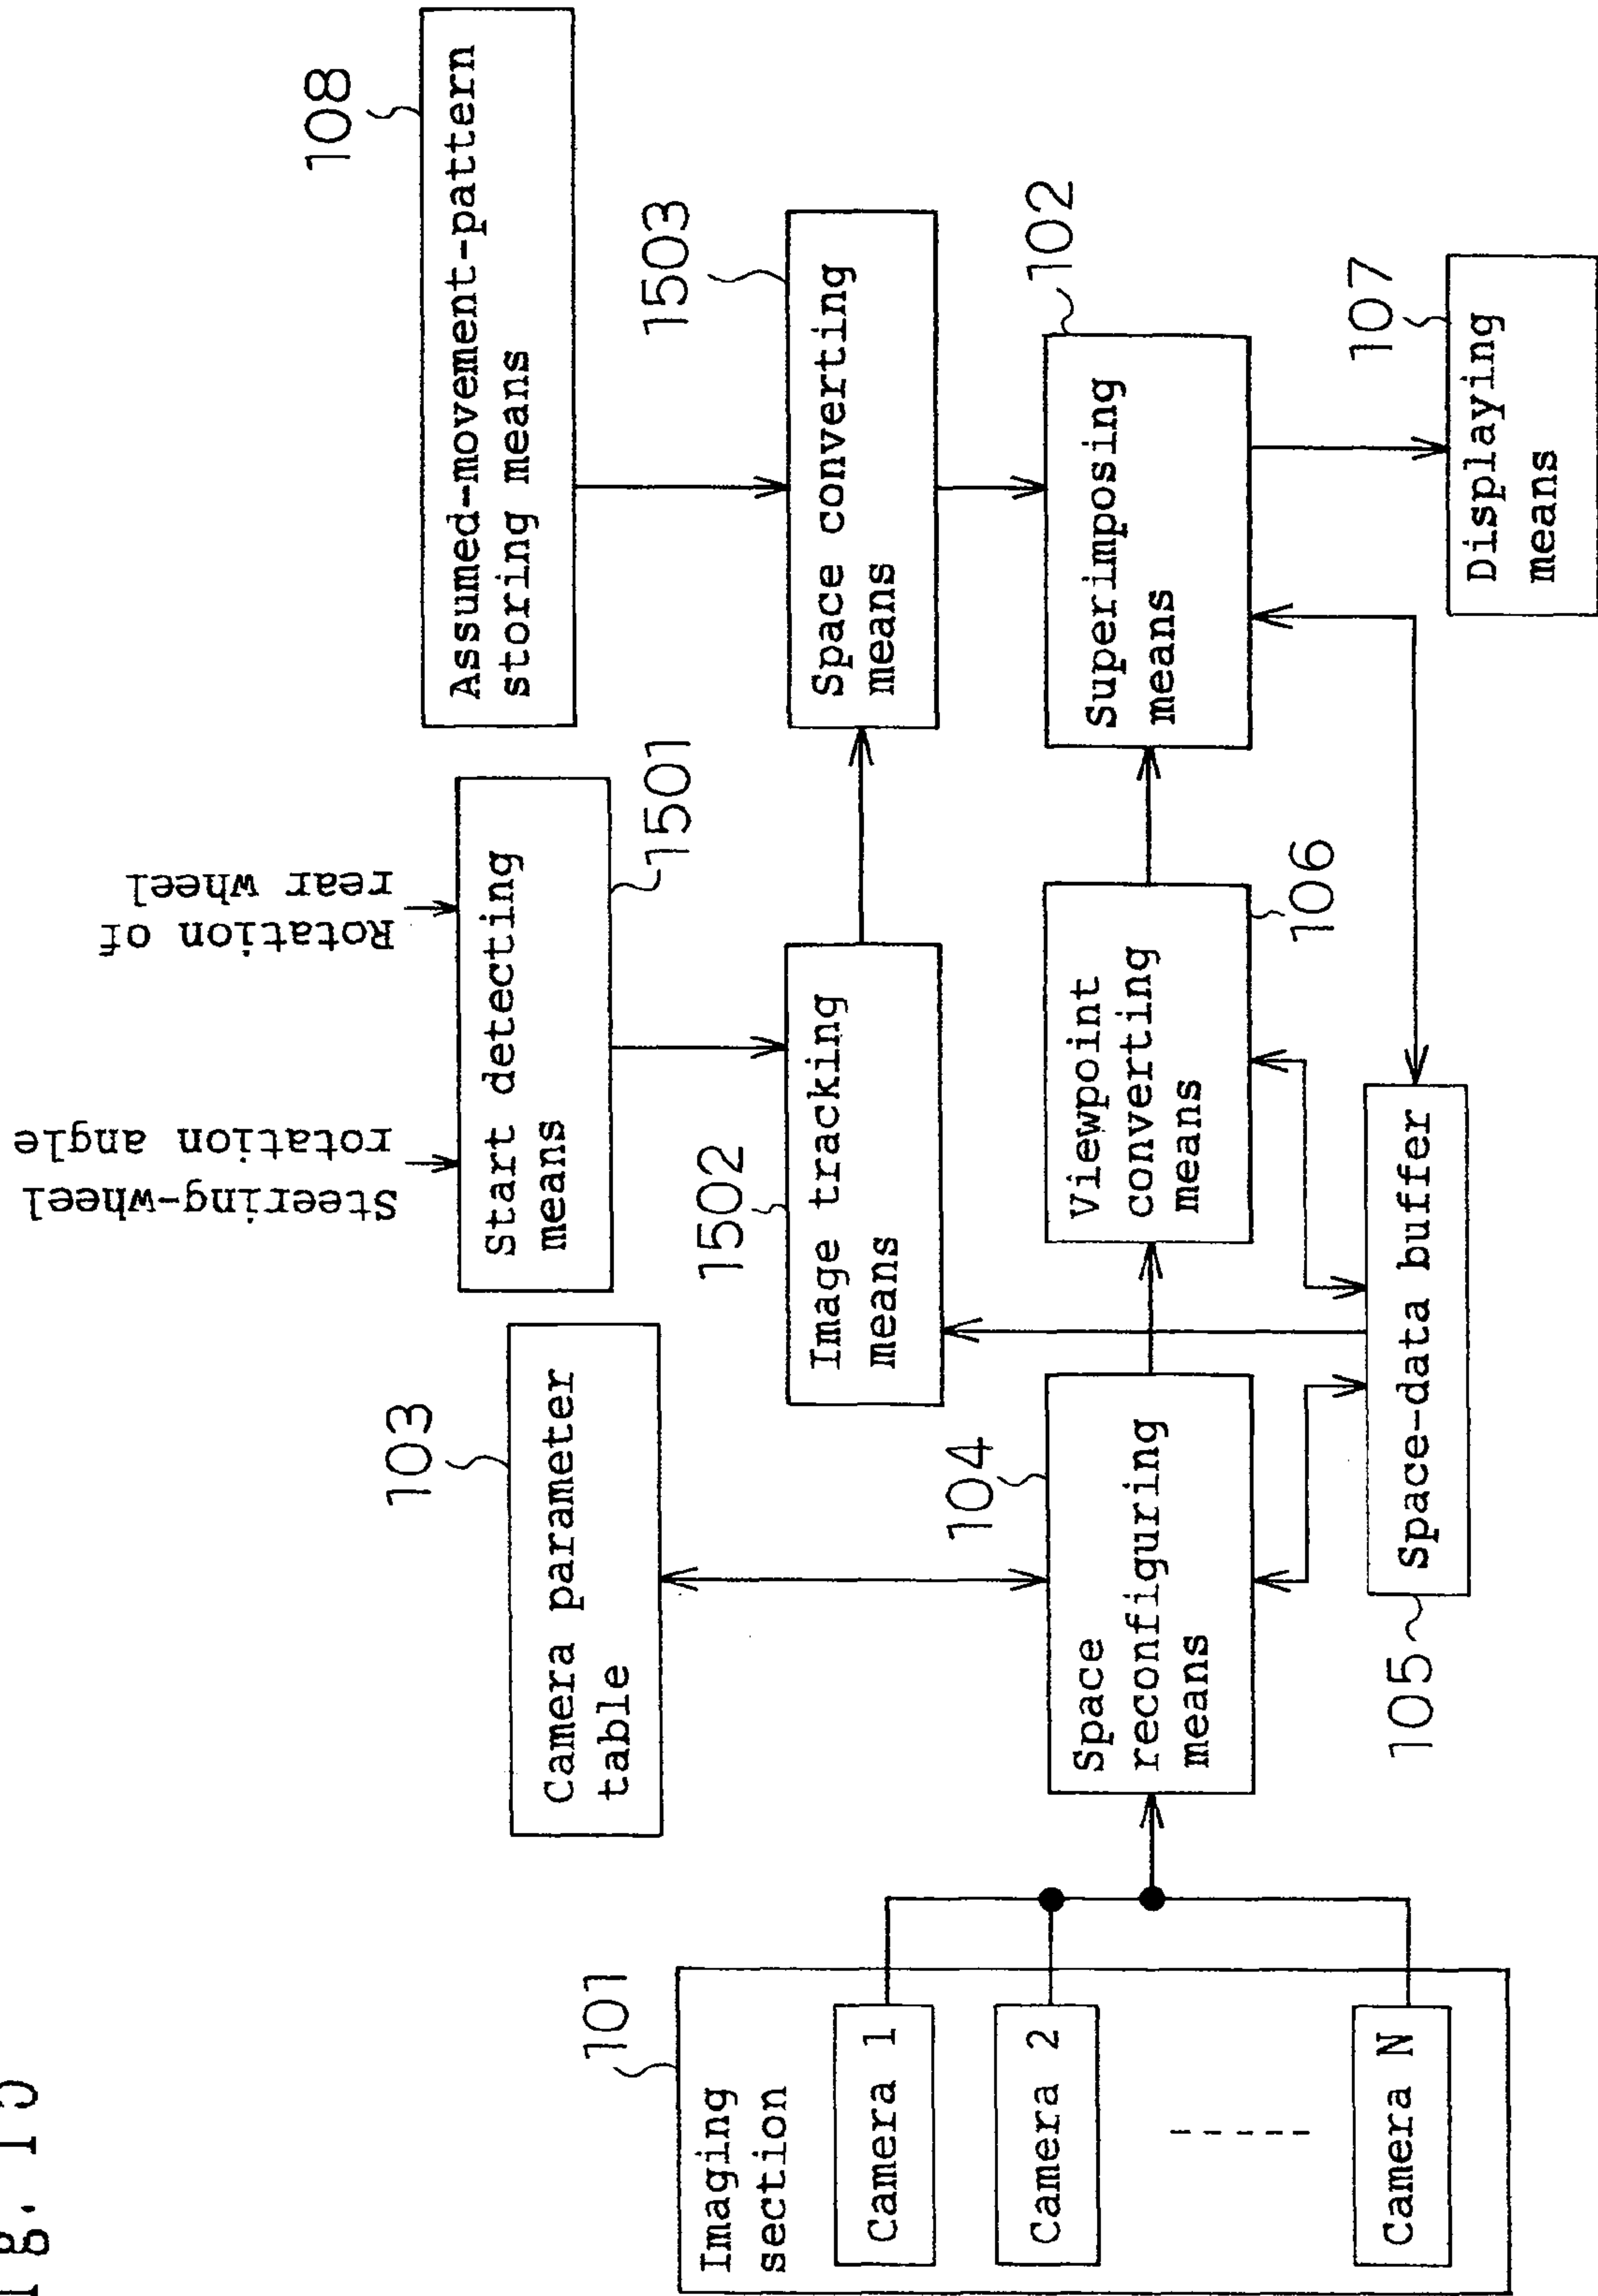 108
Assumed-movement-pattern
storing means
Rotation of
rear wheel
Steering-wheel
rotation angle
Start detecting
means
1501
103
Camera parameter
table
1503
Space converting
means
1502
Image tracking
means
102
Superimposing
means
106
Viewpoint
converting
means
104
Space
reconfiguring
means
107
Displaying
means
Space-data buffer
105
101
Imaging
section
Camera 1
Camera 2
Camera N